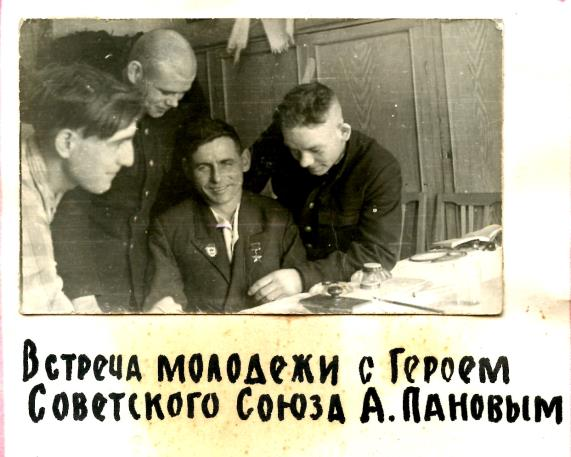 Встреча молодежи с Героем
Советского Союза А. Пановым